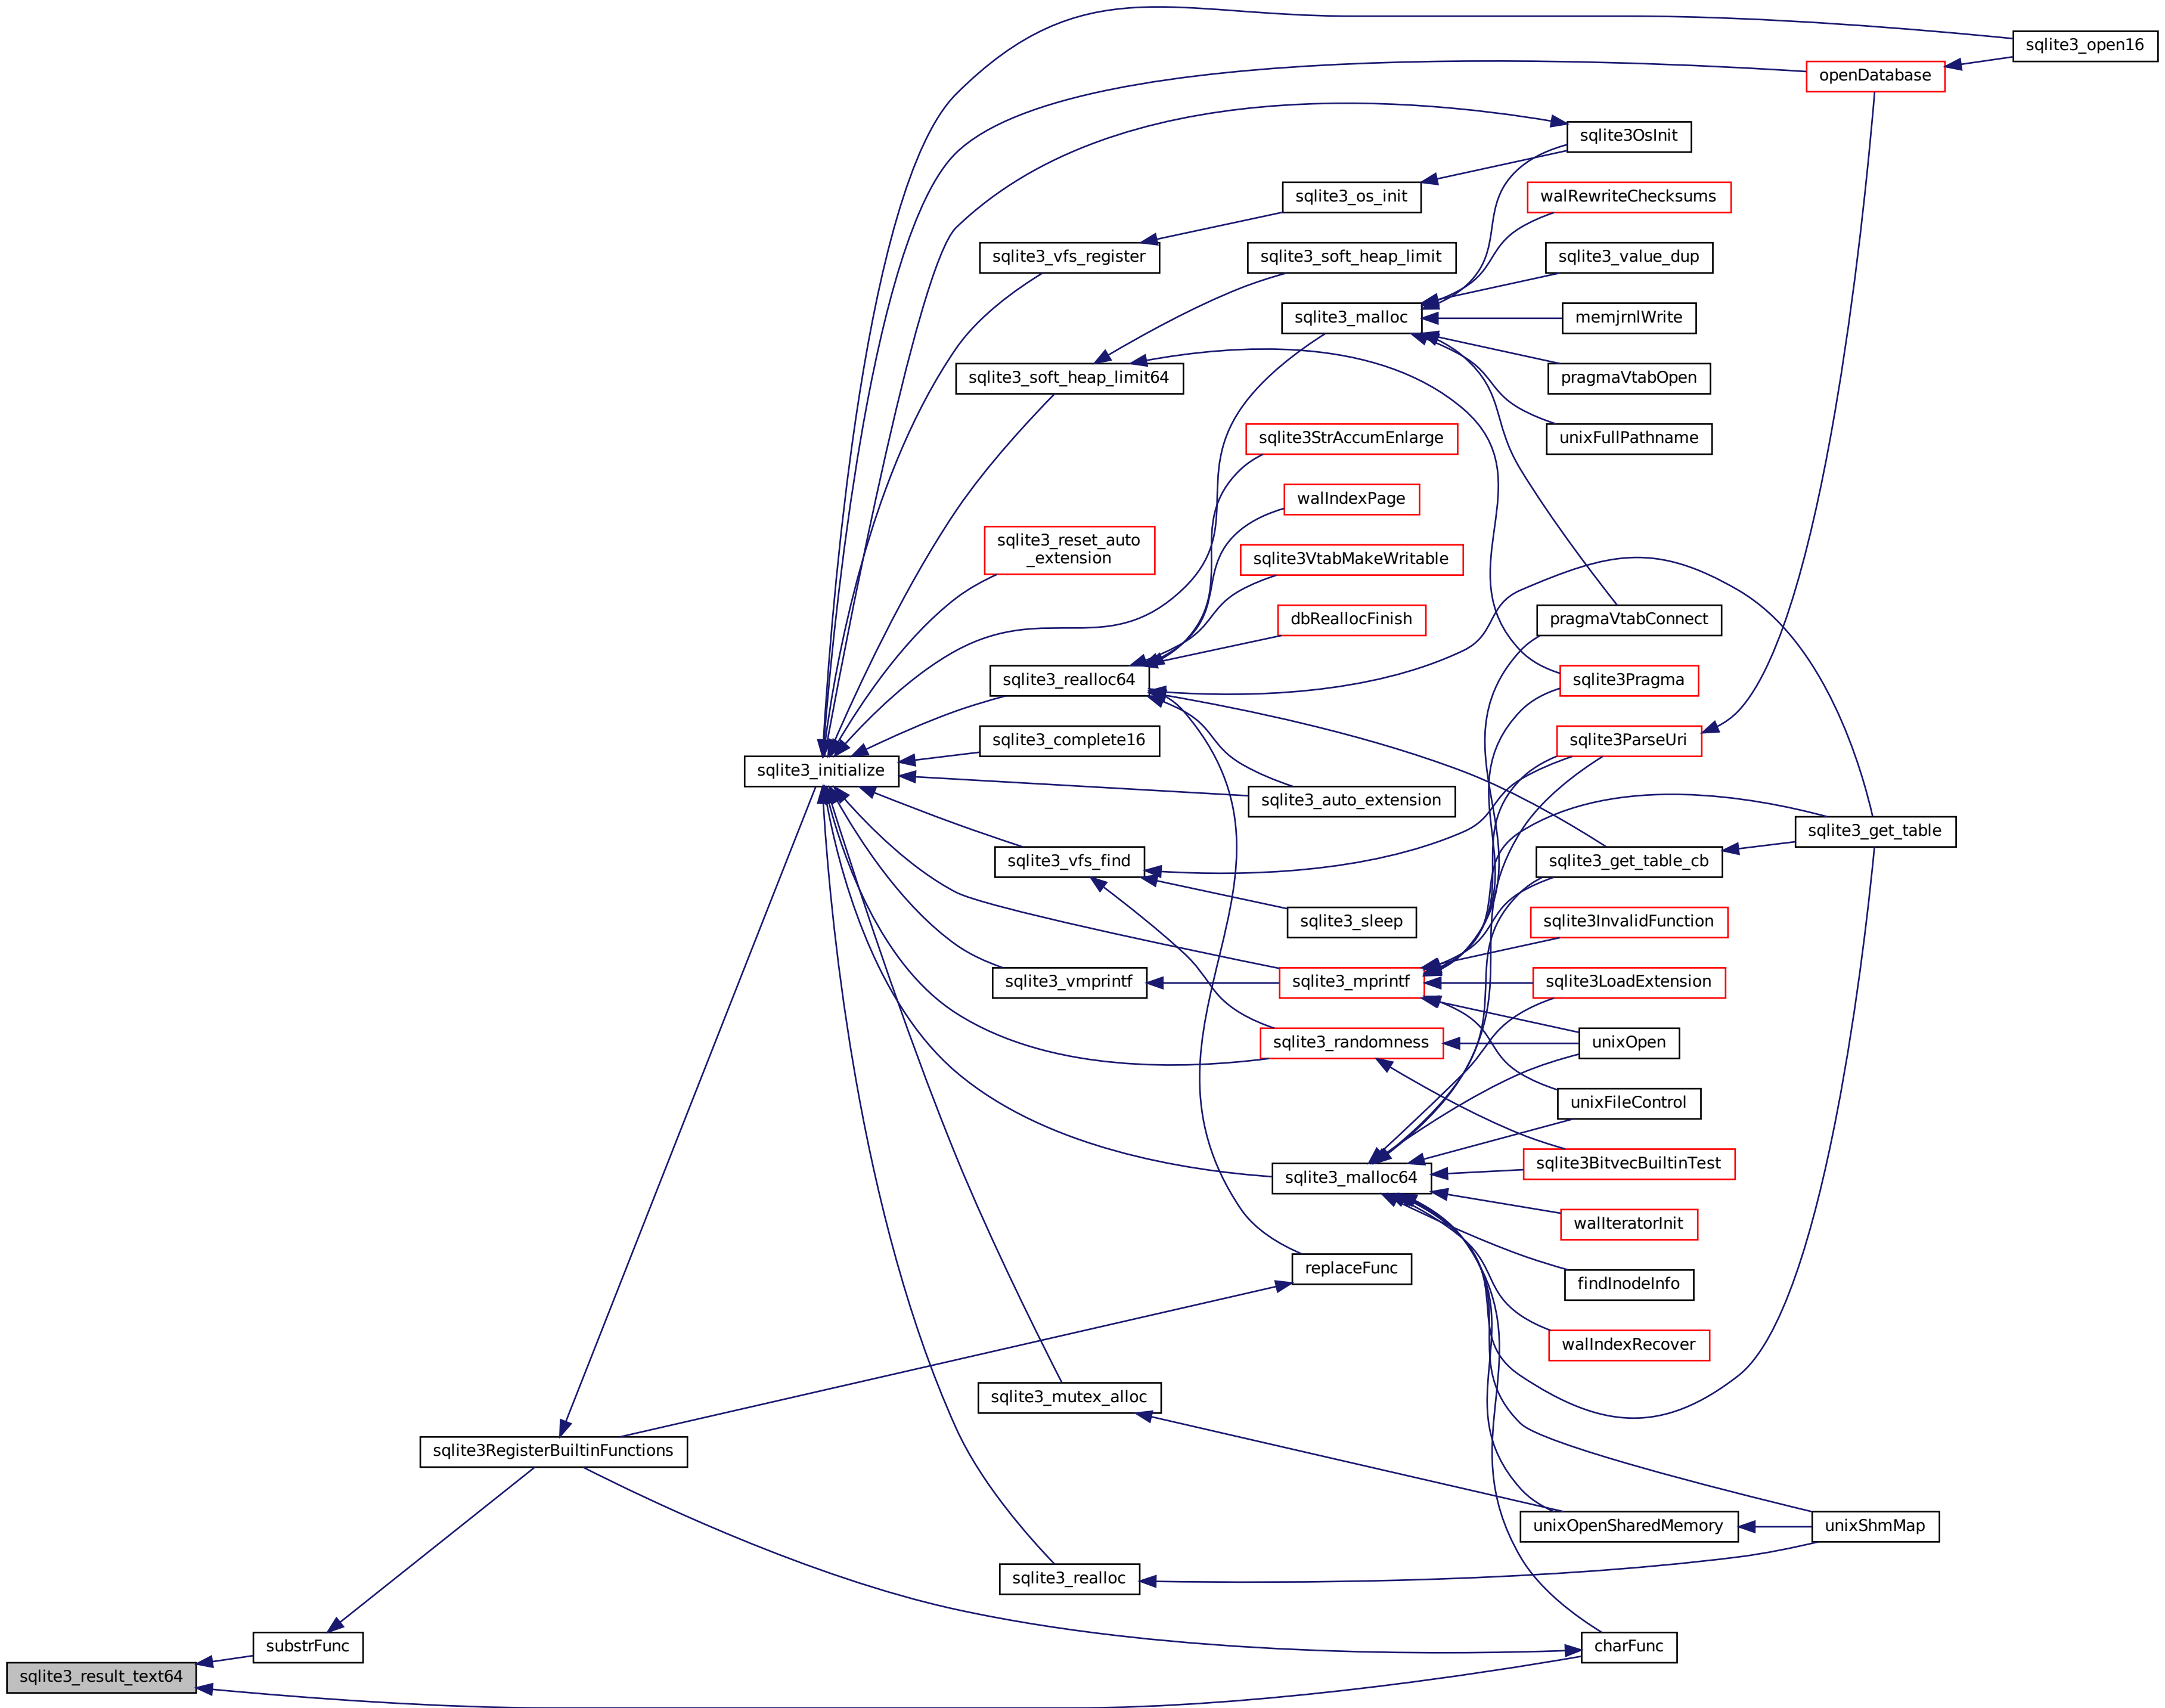 sqlite3_open16
openDatabase
sqlite3OsInit
sqlite3_os_init
walRewriteChecksums
sqlite3_vfs_register
sqlite3_soft_heap_limit
sqlite3_value_dup
sqlite3_malloc
memjrnlWrite
sqlite3_soft_heap_limit64
pragmaVtabOpen
sqlite3StrAccumEnlarge
unixFullPathname
walIndexPage
sqlite3_reset_auto
_extension
sqlite3VtabMakeWritable
dbReallocFinish
pragmaVtabConnect
sqlite3_realloc64
sqlite3Pragma
sqlite3_complete16
sqlite3ParseUri
sqlite3_initialize
sqlite3_auto_extension
sqlite3_get_table
sqlite3_vfs_find
sqlite3_get_table_cb
sqlite3_sleep
sqlite3InvalidFunction
sqlite3_vmprintf
sqlite3_mprintf
sqlite3LoadExtension
sqlite3_randomness
unixOpen
unixFileControl
sqlite3BitvecBuiltinTest
sqlite3_malloc64
walIteratorInit
replaceFunc
findInodeInfo
walIndexRecover
sqlite3_mutex_alloc
sqlite3RegisterBuiltinFunctions
unixOpenSharedMemory
unixShmMap
sqlite3_realloc
substrFunc
charFunc
sqlite3_result_text64